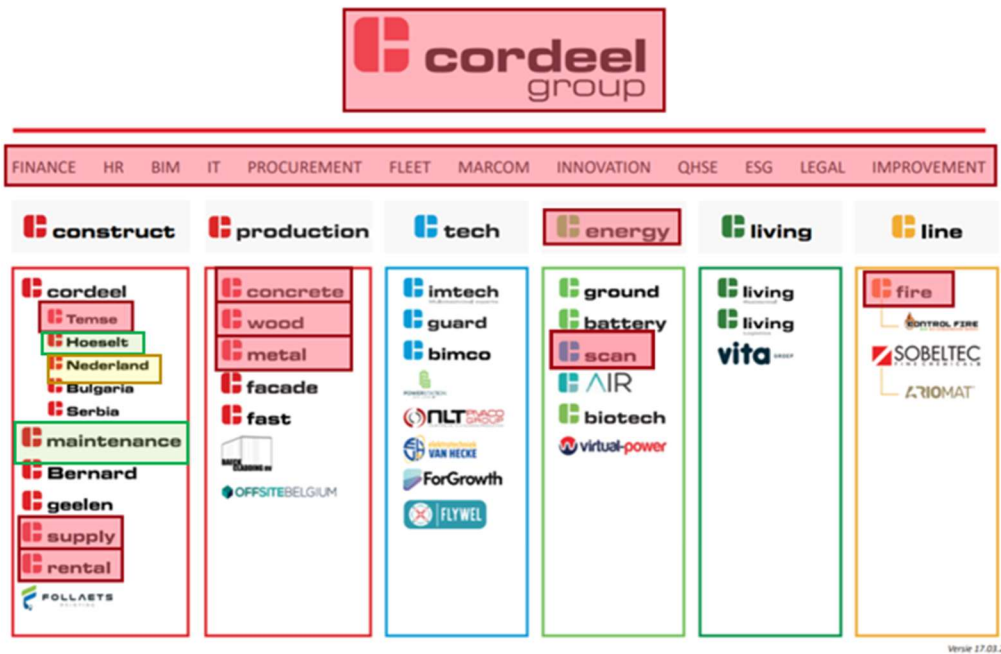 cordeel
group
FINANCE HR BIM IT PROCUREMENT FLEET MARCOM INNOVATION QHSE ESG LEGAL IMPROVEMENT
construct production tech energy living line
cordeel
Temse
Hoeselt
Nederland
Bulgaria
Serbia
maintenance
Bernard
geelen
supply
rental
FOLLAETS
concrete
wood
metal
facade
fast
OFFSITEBELGIUM
imtech
guard
bimco
NLT
GROUP
VAN HECKE
ForGrowth
FLYWEL
ground
battery
scan
AIR
biotech
virtual-power
living
living
vita
fire
CONTROL FIRE
SOBELTEC
ARIOMAT
Versie 17.03.